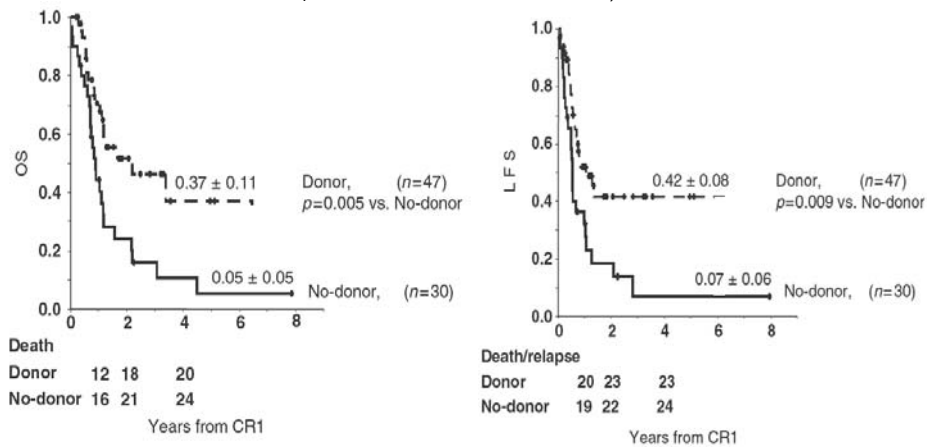 1.0
0.8
OS
0.6
0.4
0.2
0.0
0.37 ± 0.11
Donor, (n=47)
p=0.005 vs. No-donor
0.05 ± 0.05
No-donor, (n=30)
0 2 4 6 8
Death
Donor 12 18 20
No-donor 16 21 24
Years from CR1
1.0
0.8
LFS
0.6
0.4
0.2
0.0
0.42 ± 0.08
Donor, (n=47)
p=0.009 vs. No-donor
0.07 ± 0.06
No-donor, (n=30)
0 2 4 6 8
Death/relapse
Donor 20 23 23
No-donor 19 22 24
Years from CR1